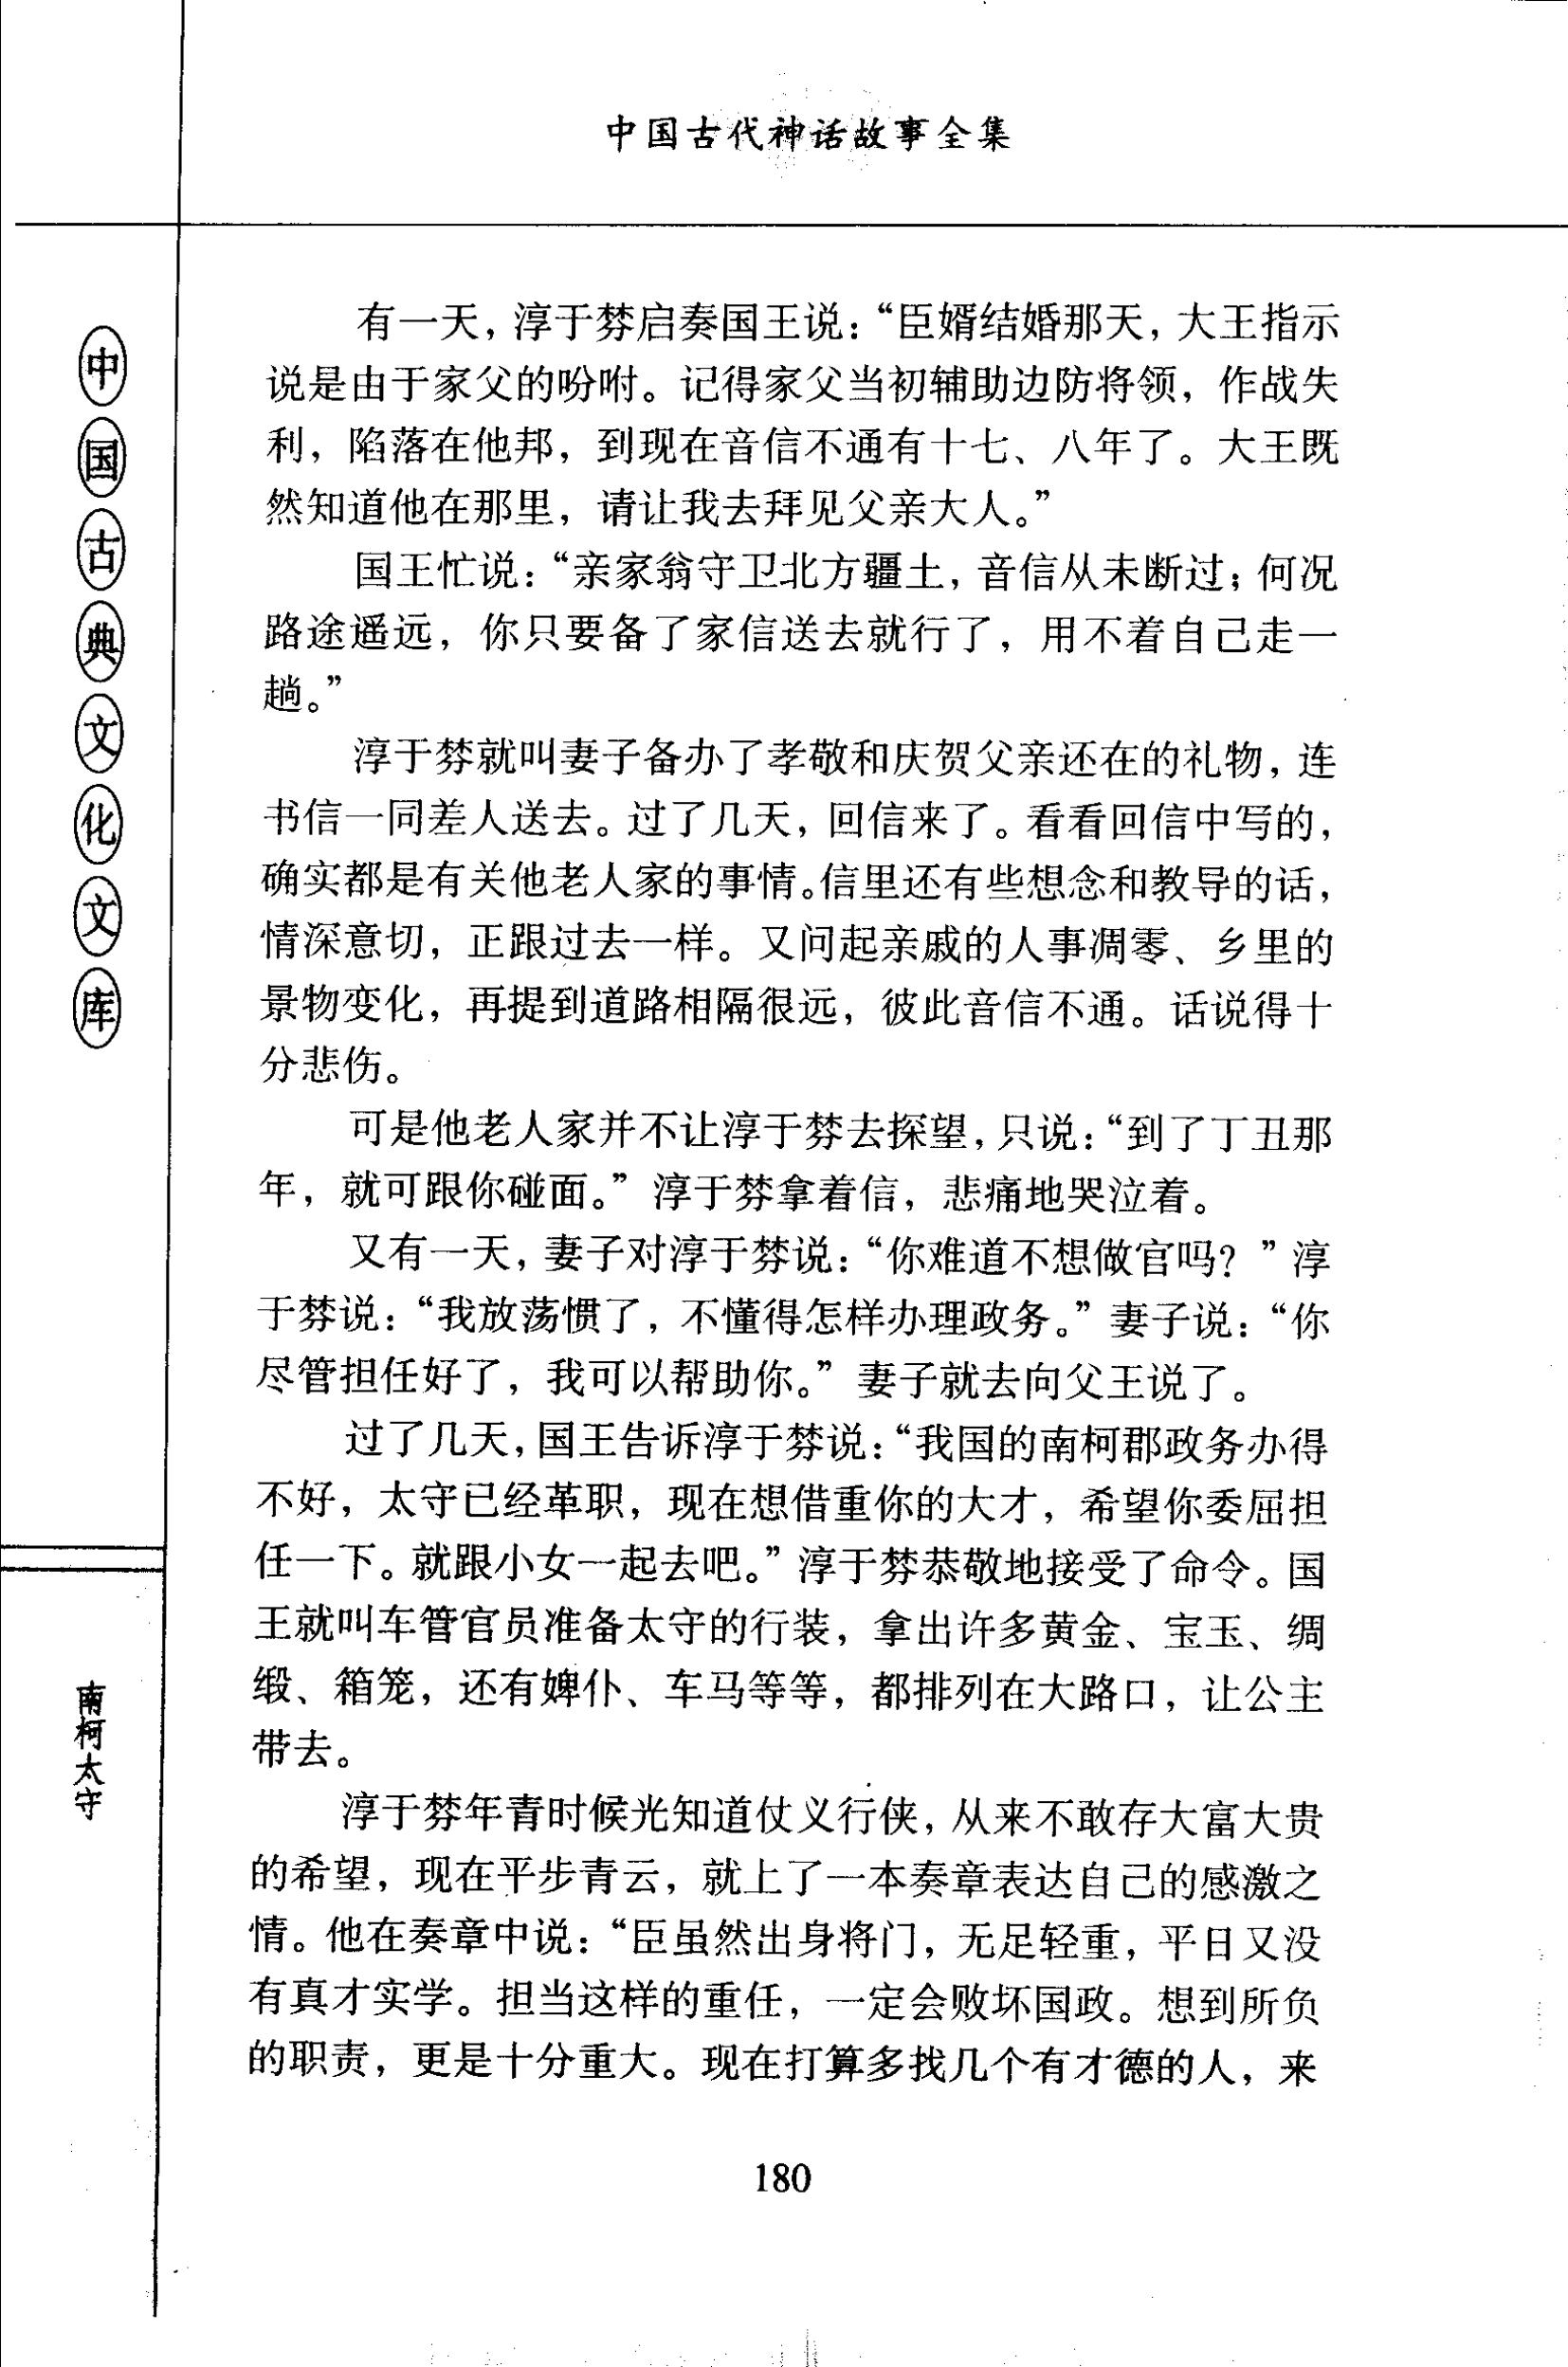 中国古代神话故事全集
中国古典文化文库
南柯太守
有一天，淳于棼启奏国王说：“臣婿结婚那天，大王指示
说是由于家父的吩咐。记得家父当初辅助边防将领，作战失
利，陷落在他邦，到现在音信不通有十七、八年了。大王既
然知道他在那里，请让我去拜见父亲大人。”
国王忙说：“亲家翁守卫北方疆土，音信从未断过；何况
路途遥远，你只要备了家信送去就行了，用不着自己走一
趟。”
淳于棼就叫妻子备办了孝敬和庆贺父亲还在的礼物，连
书信一同差人送去。过了几天，回信来了。看看回信中写的，
确实都是有关他老人家的事情。信里还有些想念和教导的话，
情深意切，正跟过去一样。又问起亲戚的人事凋零、乡里的
景物变化，再提到道路相隔很远，彼此音信不通。话说得十
分悲伤。
可是他老人家并不让淳于棼去探望，只说：“到了丁丑那
年，就可跟你碰面。”淳于棼拿着信，悲痛地哭泣着。
又有一天，妻子对淳于棼说：“你难道不想做官吗？”淳
于棼说：“我放荡惯了，不懂得怎样办理政务。”妻子说：“你
尽管担任好了，我可以帮助你。”妻子就去向父王说了。
过了几天，国王告诉淳于棼说：“我国的南柯郡政务办得
不好，太守已经革职，现在想借重你的大才，希望你委屈担
任一下。就跟小女一起去吧。”淳于棼恭敬地接受了命令。国
王就叫车管官员准备太守的行装，拿出许多黄金、宝玉、绸
缎、箱笼，还有婢仆、车马等等，都排列在大路口，让公主
带去。
淳于棼年青时候光知道仗义行侠，从来不敢存大富大贵
的希望，现在平步青云，就上了一本奏章表达自己的感激之
情。他在奏章中说：“臣虽然出身将门，无足轻重，平日又没
有真才实学。担当这样的重任，一定会败坏国政。想到所负
的职责，更是十分重大。现在打算多找几个有才德的人，来
180